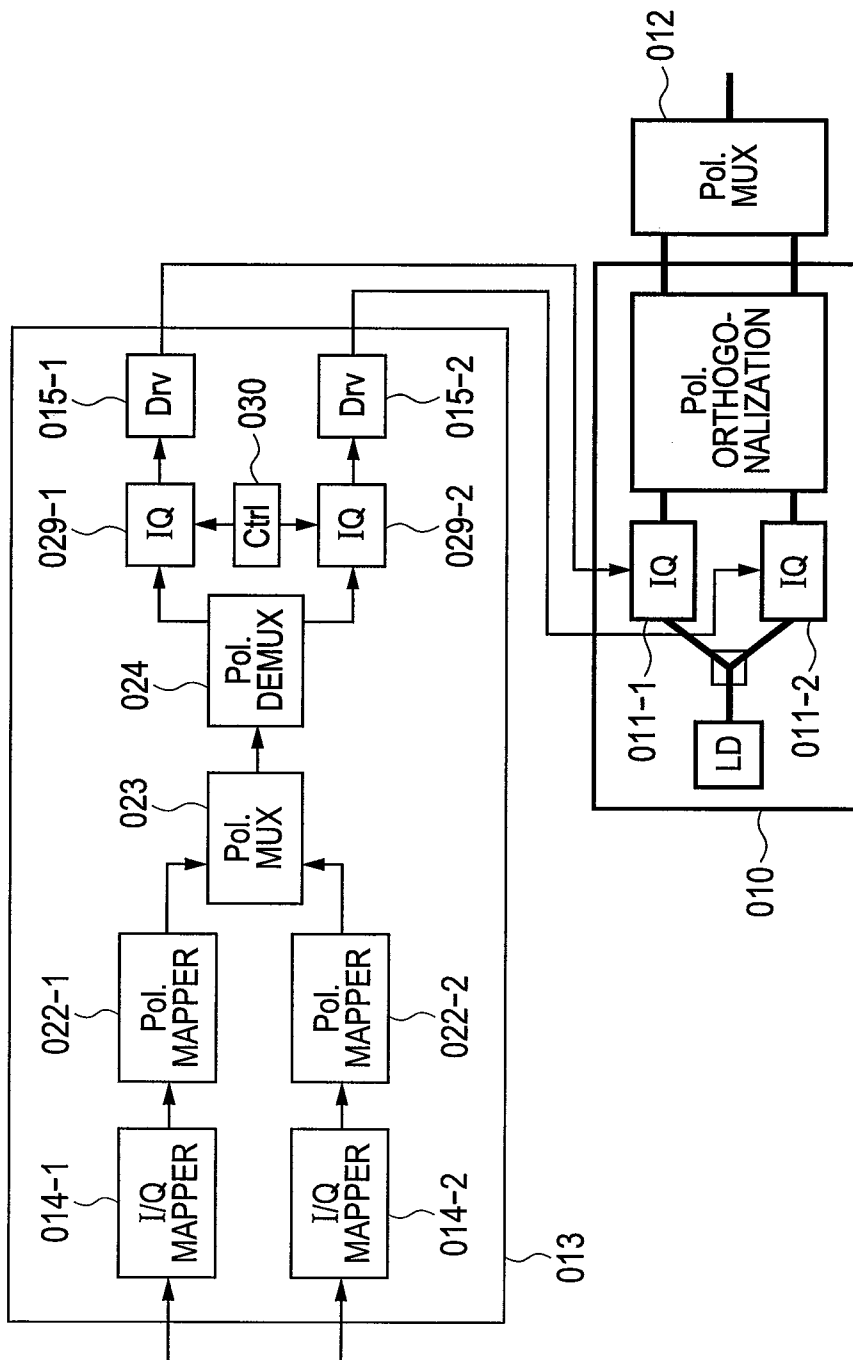 014-1
I/Q
MAPPER
022-1
Pol.
MAPPER
023
Pol.
MUX
024
Pol.
DEMUX
029-1
IQ
015-1
Drv
030
Ctrl
014-2
I/Q
MAPPER
022-2
Pol.
MAPPER
029-2
IQ
015-2
Drv
013
010
LD
011-1
IQ
011-2
IQ
Pol.
ORTHOGO-
NALIZATION
012
Pol.
MUX